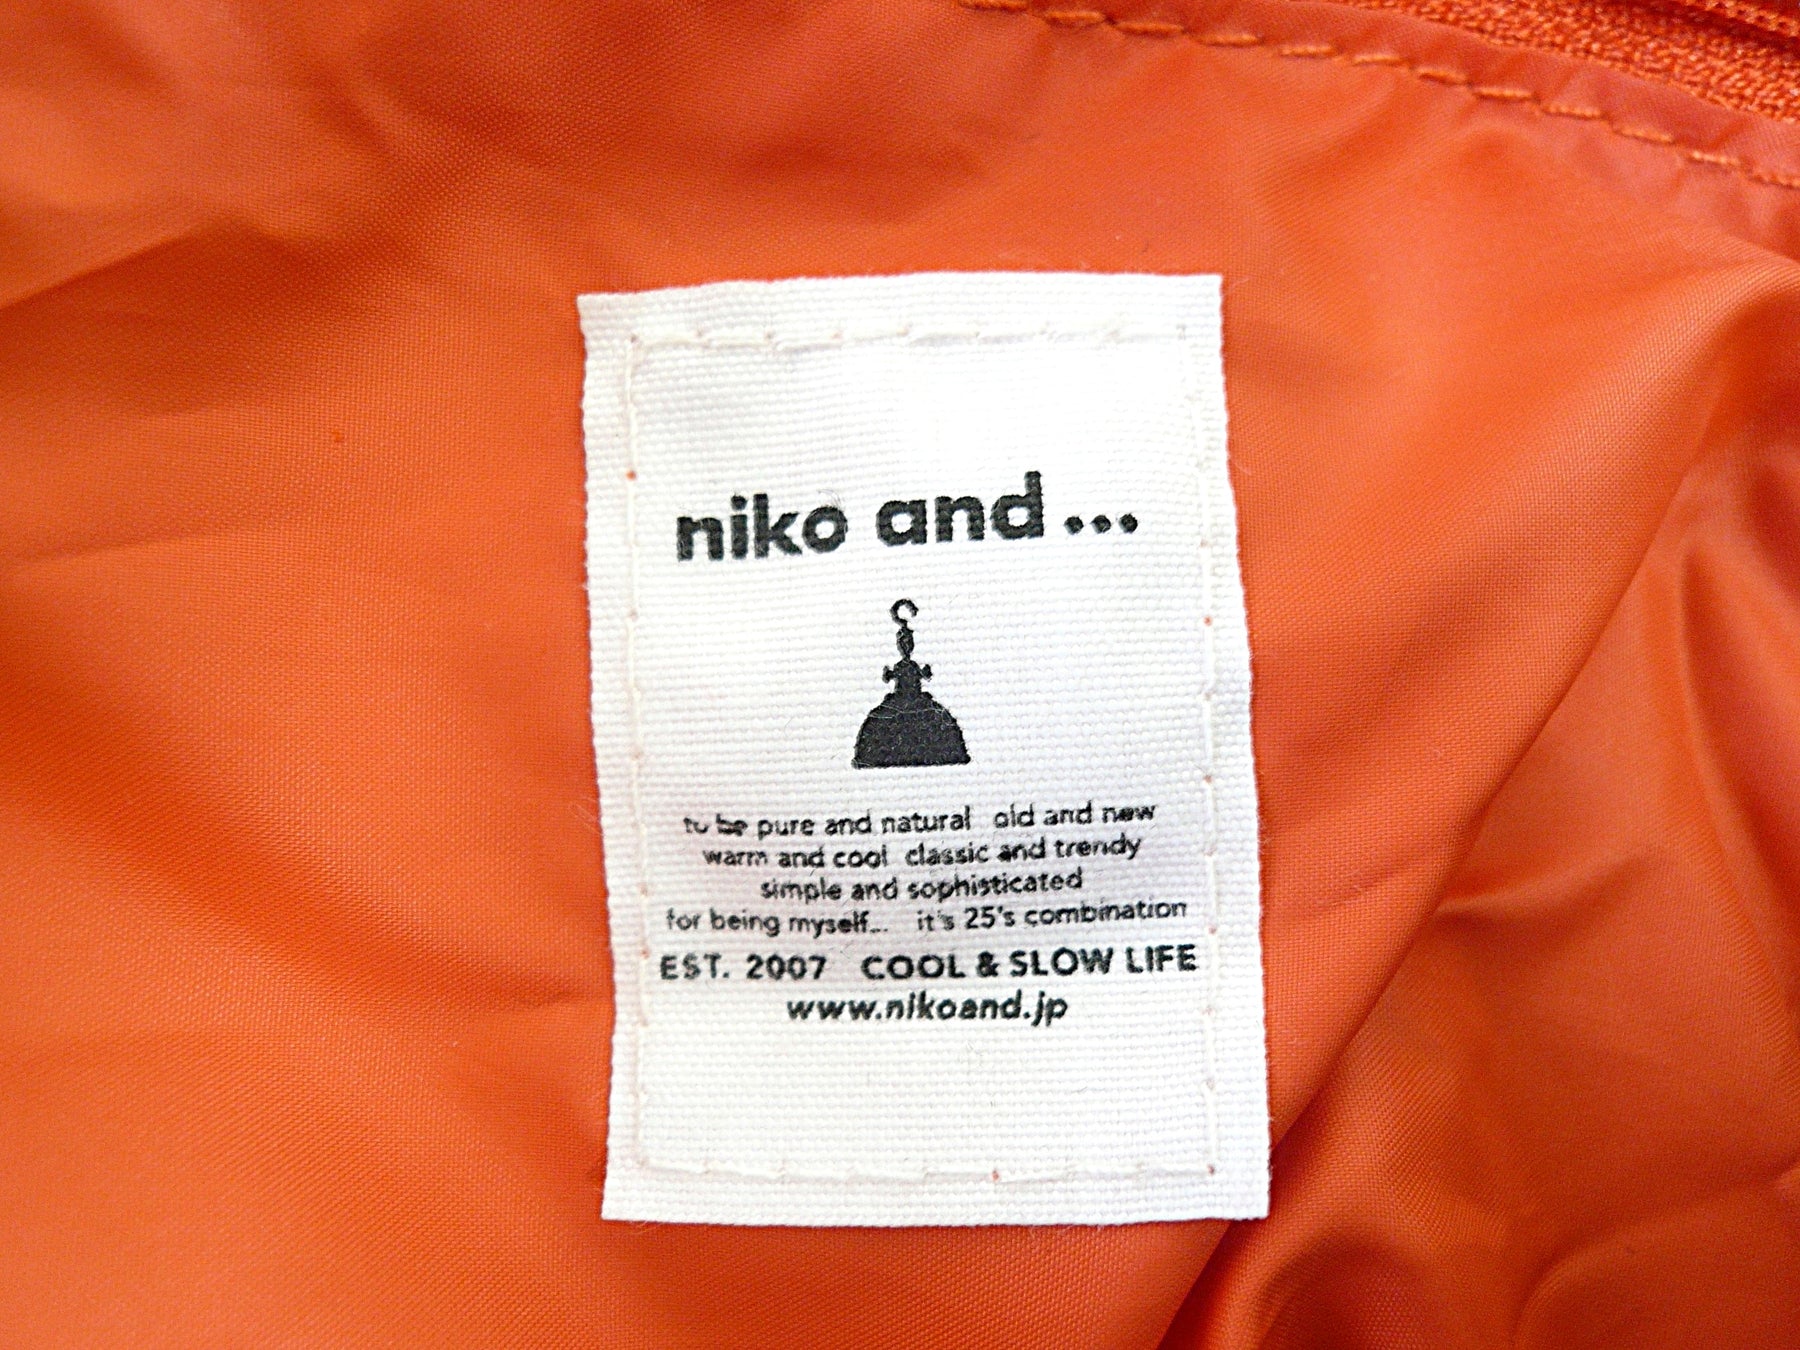 niko and ...
to be pure and natural old and new
warm and cool classic and trendy
simple and sophisticated
for being myself... it's 25's combination
EST. 2007 COOL & SLOW LIFE
www.nikoand.jp